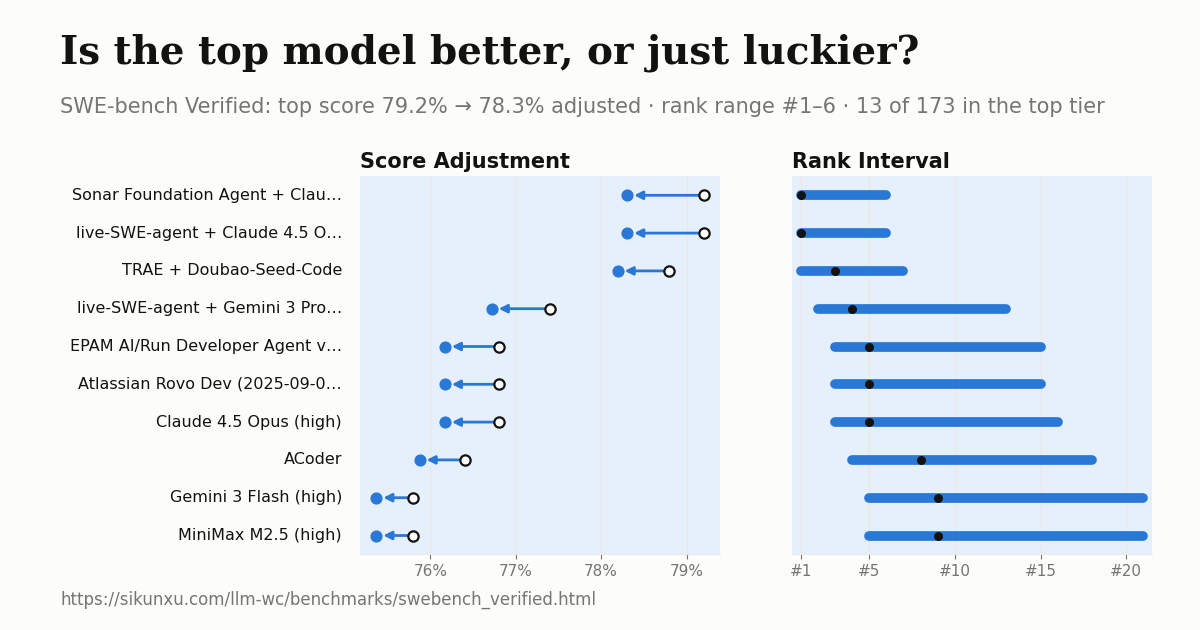 Is the top model better, or just luckier?
SWE-bench Verified: top score 79.2% → 78.3% adjusted · rank range #1–6 · 13 of 173 in the top tier
Score Adjustment
Rank Interval
Sonar Foundation Agent + Clau…
live-SWE-agent + Claude 4.5 O…
TRAE + Doubao-Seed-Code
live-SWE-agent + Gemini 3 Pro…
EPAM AI/Run Developer Agent v…
Atlassian Rovo Dev (2025-09-0…
Claude 4.5 Opus (high)
ACoder
Gemini 3 Flash (high)
MiniMax M2.5 (high)
76% 77% 78% 79%
#1 #5 #10 #15 #20
https://sikunxu.com/llm-wc/benchmarks/swebench_verified.html